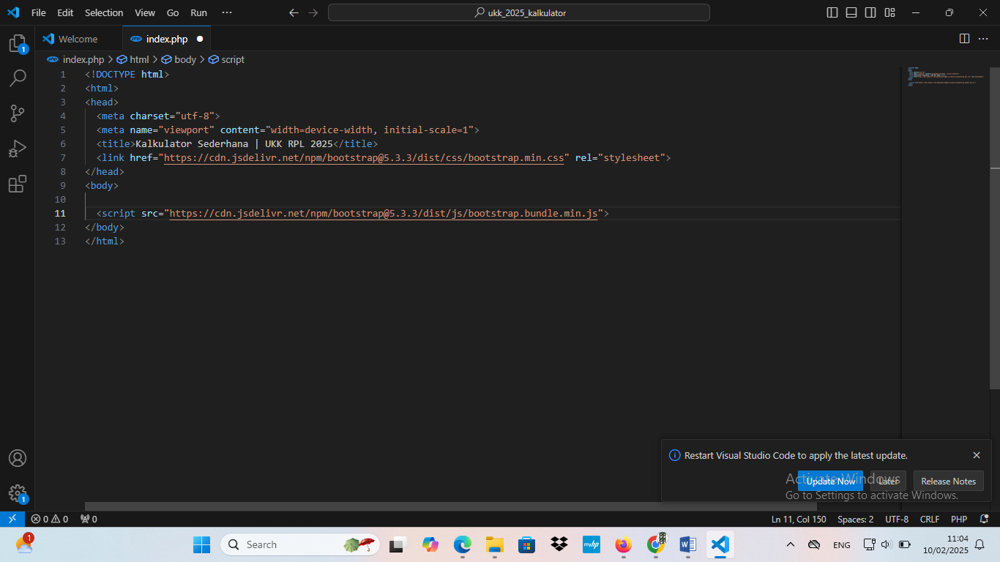 File Edit Selection View Go Run ···
ukk_2025_kalkulator
Welcome
index.php
index.php > html > body > script
1 <!DOCTYPE html>
2 <html>
3 <head>
4 <meta charset="utf-8">
5 <meta name="viewport" content="width=device-width, initial-scale=1">
6 <title>Kalkulator Sederhana | UKK RPL 2025</title>
7 <link href="https://cdn.jsdelivr.net/npm/bootstrap@5.3.3/dist/css/bootstrap.min.css" rel="stylesheet">
8 </head>
9 <body>
10
11 <script src="https://cdn.jsdelivr.net/npm/bootstrap@5.3.3/dist/js/bootstrap.bundle.min.js">
12 </body>
13 </html>
1
1
Restart Visual Studio Code to apply the latest update.
Update Now Later Release Notes
Activate Windows
Go to Settings to activate Windows.
0 0 0
Ln 11, Col 150 Spaces: 2 UTF-8 CRLF PHP
1
Search
myhp
ENG
11:04
10/02/2025